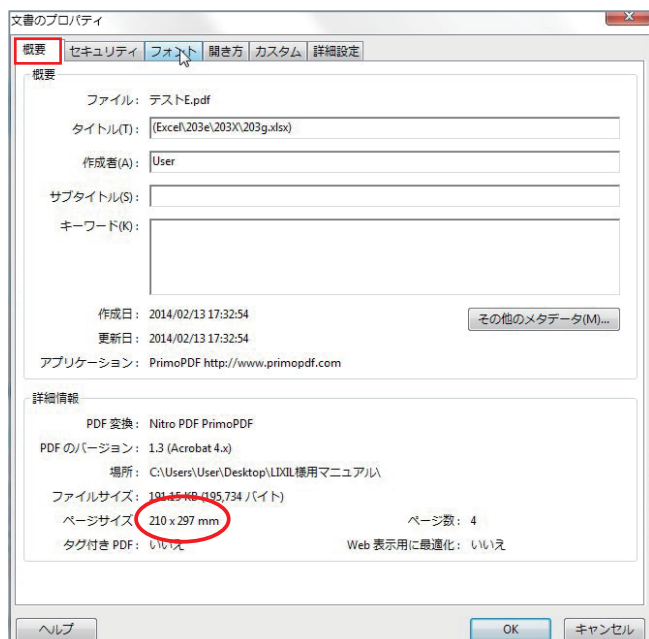 文書のプロパティ
概要 セキュリティ フォント 開き方 カスタム 詳細設定
概要
ファイル: テストE.pdf
タイトル(T): (Excel\203e\203X\203g.xlsx)
作成者(A): User
サブタイトル(S):
キーワード(K):
作成日: 2014/02/13 17:32:54
その他のメタデータ(M)...
更新日: 2014/02/13 17:32:54
アプリケーション: PrimoPDF http://www.primopdf.com
詳細情報
PDF 変換: Nitro PDF PrimoPDF
PDF のバージョン: 1.3 (Acrobat 4.x)
場所: C:\Users\User\Desktop\LIXIL様用マニュアル\
ファイルサイズ: 191.15 KB (195,734 バイト)
ページサイズ 210 x 297 mm ページ数: 4
タグ付き PDF: いいえ Web 表示用に最適化: いいえ
ヘルプ OK キャンセル